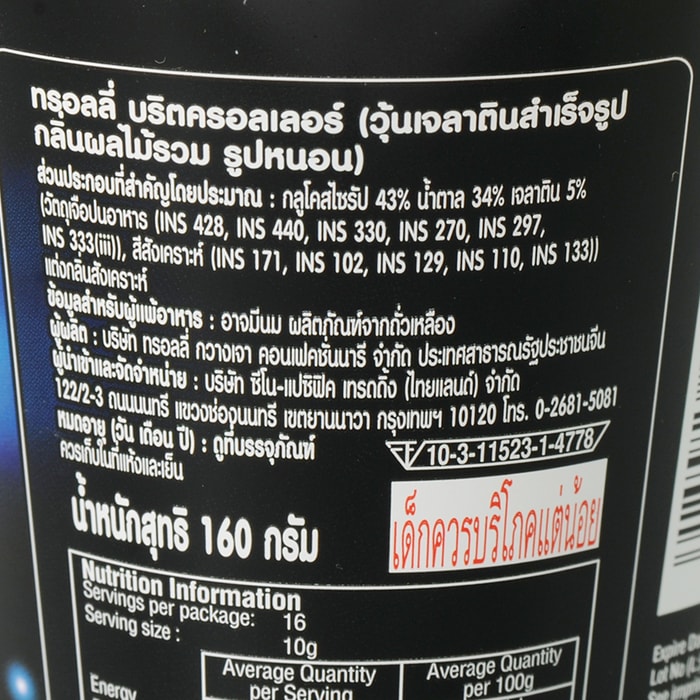 ทรอลลี่ บริตครอลเลอร์ (วุ้นเจลาตินสำเร็จรูป
กลิ่นผลไม้รวม รูปหนอน)
ส่วนประกอบที่สำคัญโดยประมาณ : กลูโคสไซรัป 43% น้ำตาล 34% เจลาติน 5%
(วัตถุเจือปนอาหาร (INS 428, INS 440, INS 330, INS 270, INS 297,
INS 333(iii)), สีสังเคราะห์ (INS 171, INS 102, INS 129, INS 110, INS 133))
แต่งกลิ่นสังเคราะห์
ข้อมูลสำหรับผู้แพ้อาหาร : อาจมีนม ผลิตภัณฑ์จากถั่วเหลือง
ผู้ผลิต : บริษัท ทรอลลี่ กวางเจา คอนเฟคชั่นนารี จำกัด ประเทศสาธารณรัฐประชาชนจีน
ผู้นำเข้าและจัดจำหน่าย : บริษัท ซีโน-แปซิฟิค เทรดดิ้ง (ไทยแลนด์) จำกัด
122/2-3 ถนนนนทรี แขวงช่องนนทรี เขตยานนาวา กรุงเทพฯ 10120 โทร. 0-2681-5081
หมดอายุ (วัน เดือน ปี) : ดูที่บรรจุภัณฑ์
ควรเก็บในที่แห้งและเย็น
10-3-11523-1-4778
น้ำหนักสุทธิ 160 กรัม
เด็กควรบริโภคแต่น้อย
Nutrition Information
Servings per package: 16
Serving size : 10g
Average Quantity per Serving
Average Quantity per 100g
Energy
Expire
Lot No